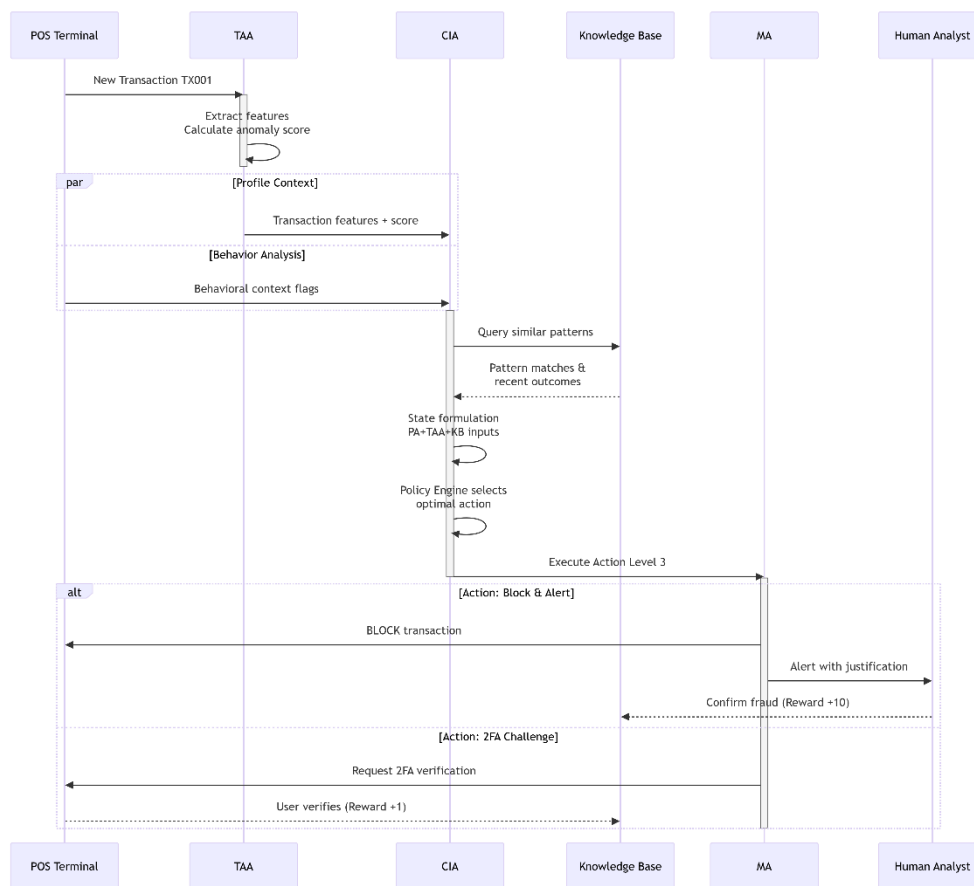 POS Terminal
TAA
CIA
Knowledge Base
MA
Human Analyst
New Transaction TX001
Extract features
Calculate anomaly score
par
[Profile Context]
Transaction features + score
[Behavior Analysis]
Behavioral context flags
Query similar patterns
Pattern matches &
recent outcomes
State formulation
PA+TAA+KB inputs
Policy Engine selects
optimal action
Execute Action Level 3
alt
[Action: Block & Alert]
BLOCK transaction
Alert with justification
Confirm fraud (Reward +10)
[Action: 2FA Challenge]
Request 2FA verification
User verifies (Reward +1)
POS Terminal
TAA
CIA
Knowledge Base
MA
Human Analyst